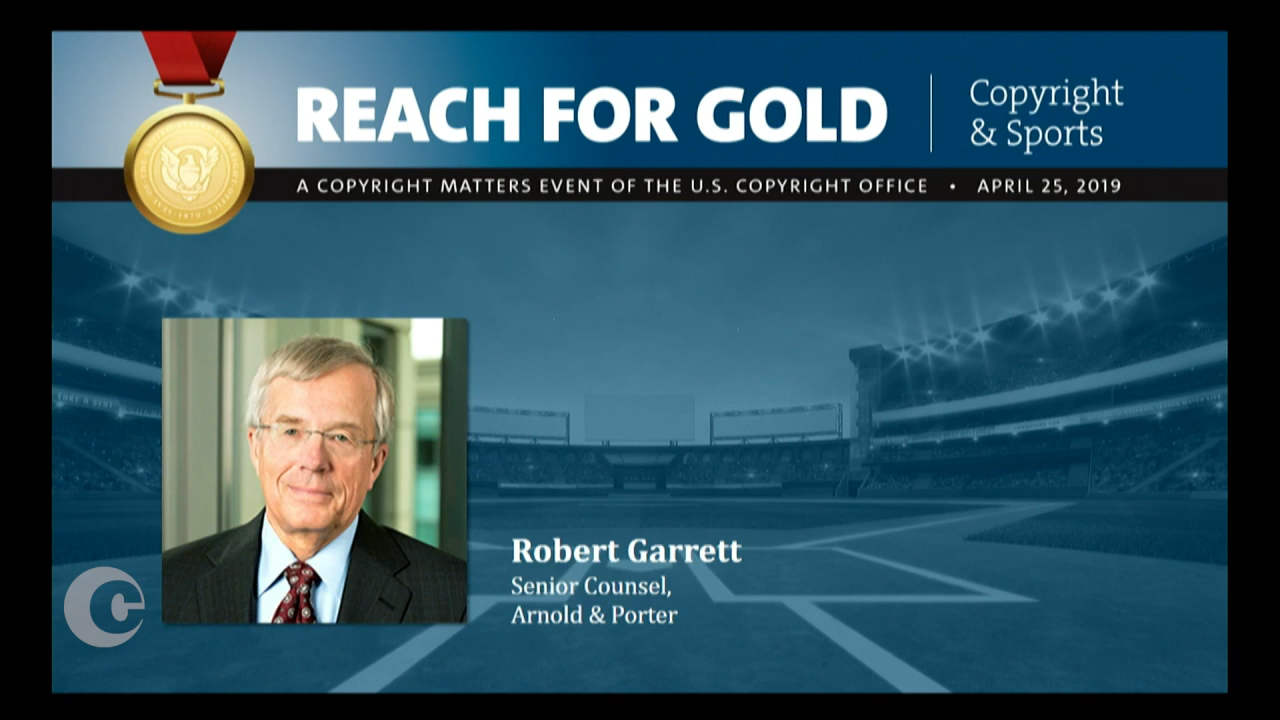 REACH FOR GOLD
Copyright
& Sports
A COPYRIGHT MATTERS EVENT OF THE U.S. COPYRIGHT OFFICE • APRIL 25, 2019
Robert Garrett
Senior Counsel,
Arnold & Porter